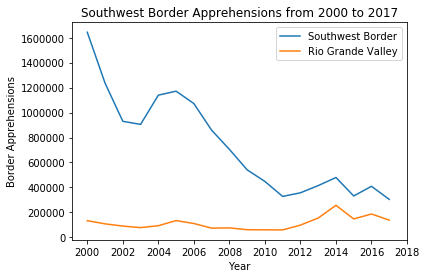 Southwest Border Apprehensions from 2000 to 2017
Southwest Border
Rio Grande Valley
Border Apprehensions
1600000
1400000
1200000
1000000
800000
600000
400000
200000
0
2000 2002 2004 2006 2008 2010 2012 2014 2016 2018
Year